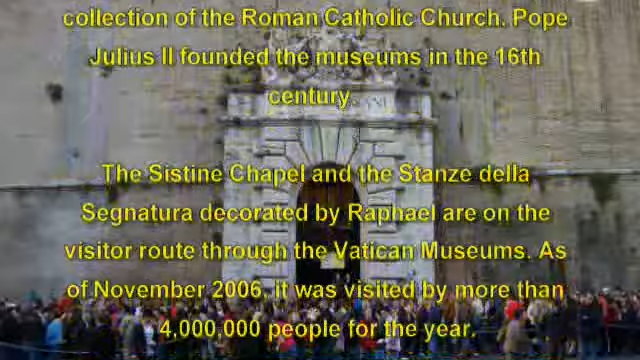 collection of the Roman Catholic Church. Pope
Julius II founded the museums in the 16th
century.
The Sistine Chapel and the Stanze della
Segnatura decorated by Raphael are on the
visitor route through the Vatican Museums. As
of November 2006, it was visited by more than
4,000,000 people for the year.